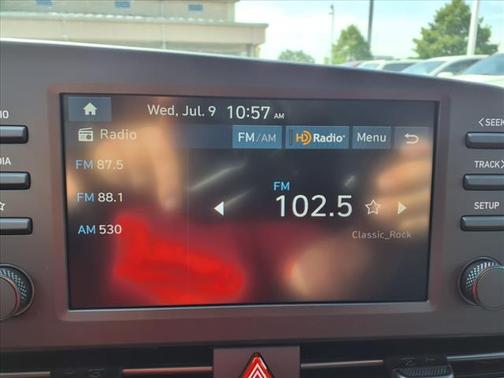 Wed, Jul. 9 10:57 AM
Radio FM/AM HD Radio Menu
FM 87.5
FM 88.1
AM 530
FM
102.5
Classic_Rock
SEEK
TRACK
SETUP